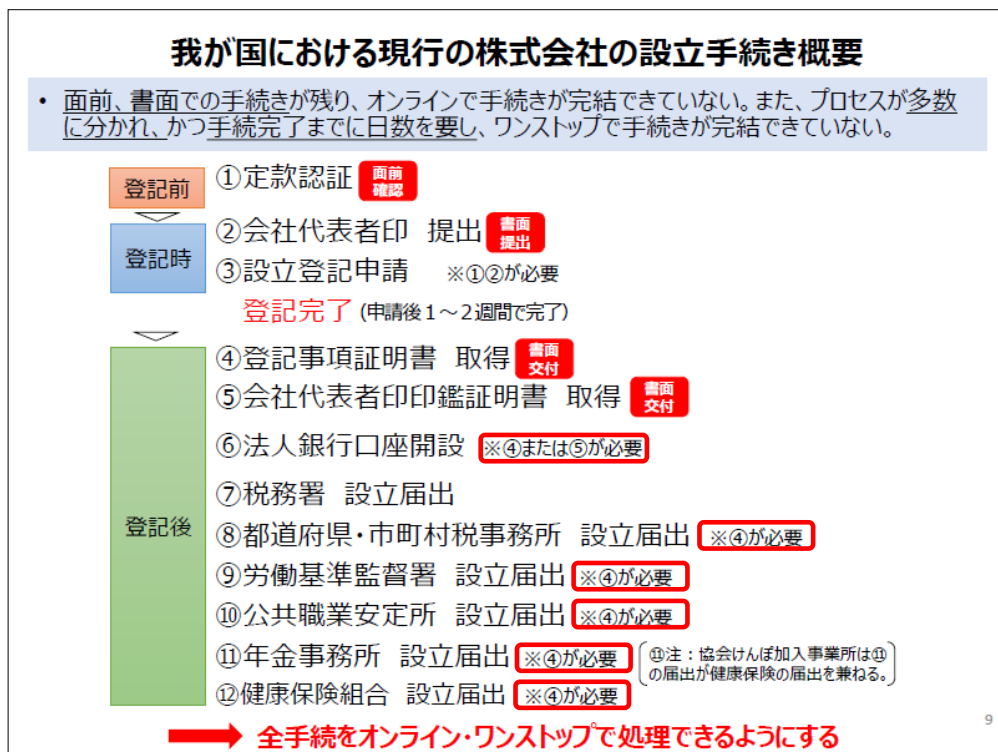 我が国における現行の株式会社の設立手続き概要
• 面前、書面での手続きが残り、オンラインで手続きが完結できていない。また、プロセスが多数
に分かれ、かつ手続完了までに日数を要し、ワンストップで手続きが完結できていない。
登記前
①定款認証 面前
確認
登記時
②会社代表者印 提出 書面
提出
③設立登記申請 ※①②が必要
登記完了 (申請後1～2週間で完了)
登記後
④登記事項証明書 取得 書面
交付
⑤会社代表者印印鑑証明書 取得 書面
交付
⑥法人銀行口座開設 ※④または⑤が必要
⑦税務署 設立届出
⑧都道府県・市町村税事務所 設立届出 ※④が必要
⑨労働基準監督署 設立届出 ※④が必要
⑩公共職業安定所 設立届出 ※④が必要
⑪年金事務所 設立届出 ※④が必要
⑪注：協会けんぽ加入事業所は⑪
の届出が健康保険の届出を兼ねる。
⑫健康保険組合 設立届出 ※④が必要
全手続をオンライン・ワンストップで処理できるようにする
9